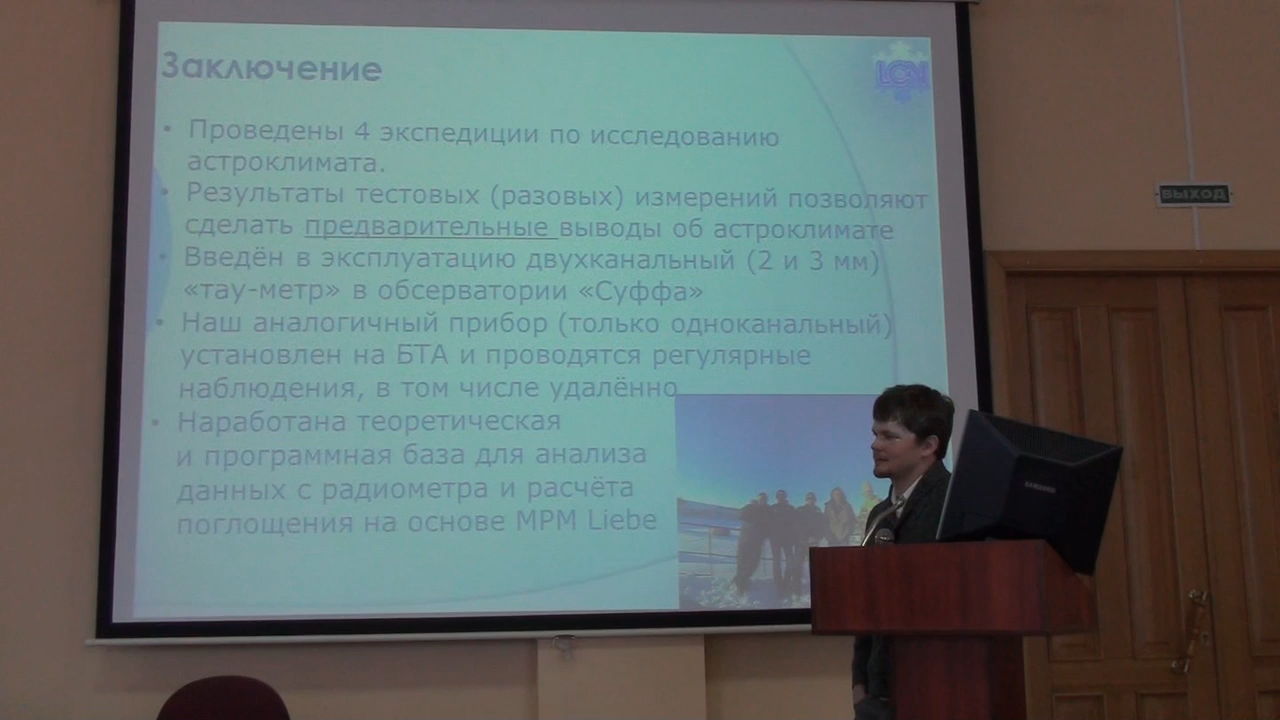 Заключение
• Проведены 4 экспедиции по исследованию
астроклимата.
• Результаты тестовых (разовых) измерений позволяют
сделать предварительные выводы об астроклимате
• Введён в эксплуатацию двухканальный (2 и 3 мм)
«тау-метр» в обсерватории «Суффа»
• Наш аналогичный прибор (только одноканальный)
установлен на БТА и проводятся регулярные
наблюдения, в том числе удалённо
• Наработана теоретическая
и программная база для анализа
данных с радиометра и расчёта
поглощения на основе MPM Liebe
ВЫХОД
SAMSUNG